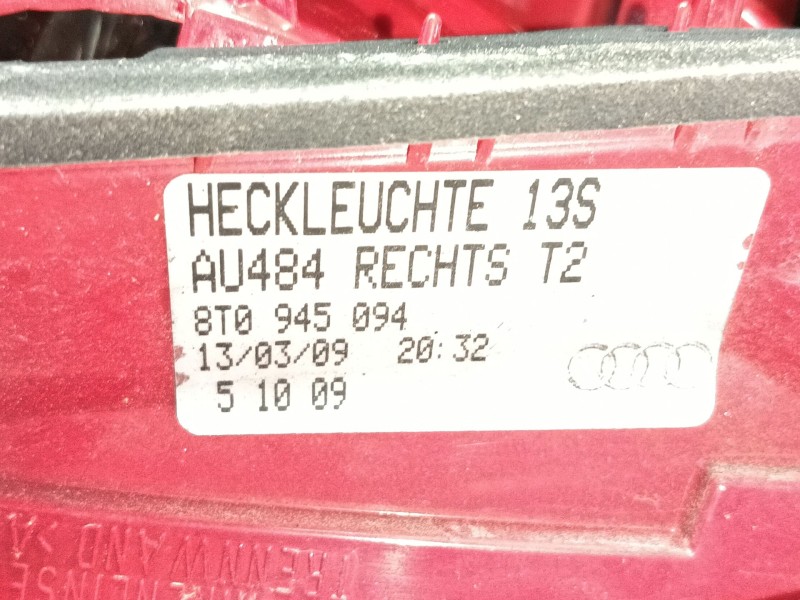 HECKLEUCHTE 13S
AU484 RECHTS T2
8T0 945 094
13/03/09 20:32
5 10 09